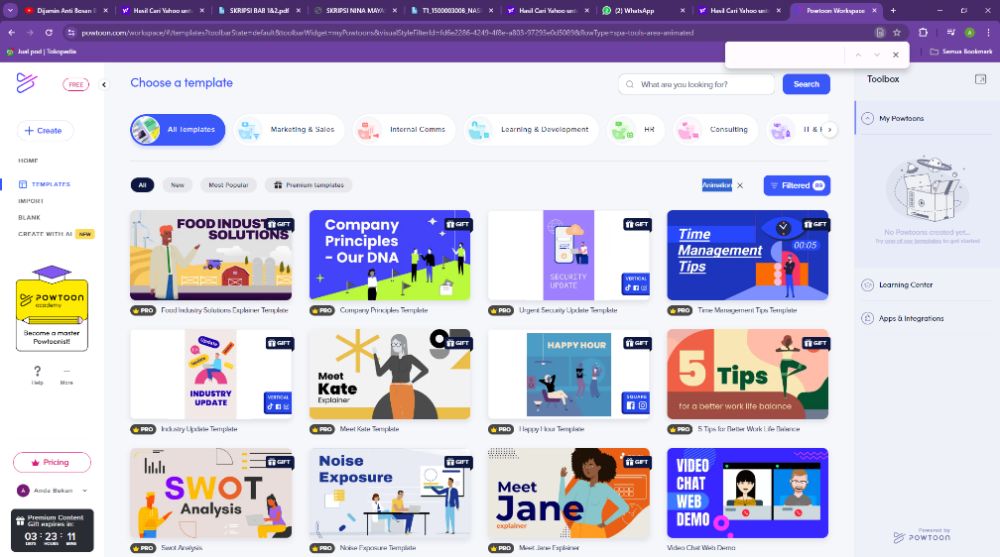 Dijamin Anti Bosan B
Hasil Cari Yahoo untu
SKRIPSI BAB 1&2.pdf
SKRIPSI NINA MAYAS
T1_1500003006_NASK
Hasil Cari Yahoo untu
(2) WhatsApp
Hasil Cari Yahoo untu
Powtoon Workspace
powtoon.com/workspace/#/templates?toolbarState=default&toolbarWidget=myPowtoons&visualStyleFilterId=fd6e2286-4249-4f8e-a803-97295e0d5089&flowType=spa-tools-area-animated
A
Jual pod | Tokopedia
Semua Bookmark
FREE
Create
HOME
TEMPLATES
IMPORT
BLANK
CREATE WITH AI NEW
POWTOON
academy
Become a master
Powtoonist!
Help
More
Pricing
A Anda Bukan
Premium Content
Gift expires in:
03 : 23 : 11
DAYS HOURS MINS
Choose a template
What are you looking for?
Search
All Templates
Marketing & Sales
Internal Comms
Learning & Development
HR
Consulting
All
New
Most Popular
Premium templates
Animation
Filtered 89
FOOD INDUSTRY
SOLUTIONS
GIFT
PRO Food Industry Solutions Explainer Template
Company
Principles
- Our DNA
GIFT
PRO Company Principles Template
SECURITY
UPDATE
GIFT
VERTICAL
PRO Urgent Security Update Template
Time
Management
Tips
00:05
GIFT
PRO Time Management Tips Template
Update
Update
INDUSTRY
UPDATE
GIFT
VERTICAL
PRO Industry Update Template
Meet
Kate
Explainer
GIFT
PRO Meet Kate Template
HAPPY HOUR
GIFT
SQUARE
PRO Happy Hour Template
5 Tips
for a better work life balance
GIFT
PRO 5 Tips for Better Work Life Balance
SWOT
Analysis
GIFT
PRO Swot Analysis
Noise
Exposure
GIFT
PRO Noise Exposure Template
Meet
Jane
explainer
GIFT
PRO Meet Jane Explainer
VIDEO
CHAT
WEB
DEMO
Video Chat Web Demo
Toolbox
My Powtoons
No Powtoons created yet...
Try one of our templates to get started
Learning Center
Apps & Integrations
Powered by
POWTOON